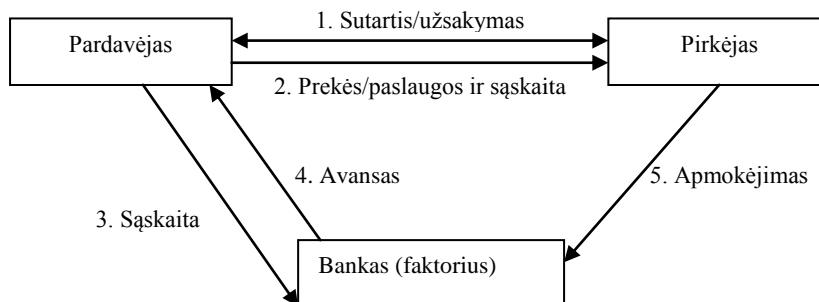 1. Sutartis/užsakymas
Pardavėjas
Pirkėjas
2. Prekės/paslaugos ir sąskaita
4. Avansas
5. Apmokėjimas
3. Sąskaita
Bankas (faktorius)